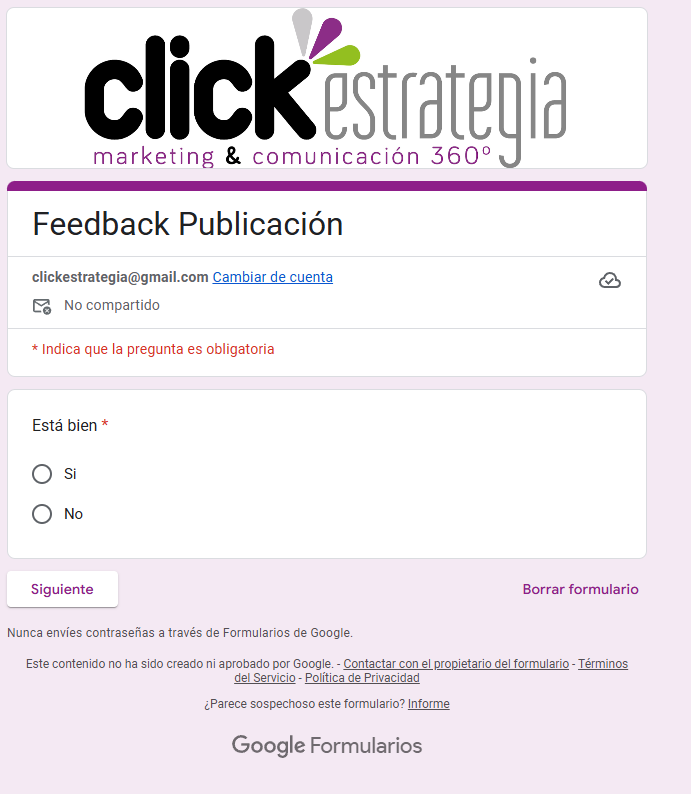 click estrategia
marketing & comunicación 360º
Feedback Publicación
clickestrategia@gmail.com Cambiar de cuenta
No compartido
* Indica que la pregunta es obligatoria
Está bien *
Si
No
Siguiente
Borrar formulario
Nunca envíes contraseñas a través de Formularios de Google.
Este contenido no ha sido creado ni aprobado por Google. - Contactar con el propietario del formulario - Términos
del Servicio - Política de Privacidad
¿Parece sospechoso este formulario? Informe
Google Formularios